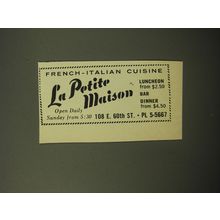 FRENCH-ITALIAN CUISINE
La Petite
Maison
LUNCHEON
from $2.50
BAR
DINNER
from $4.50
Open Daily
Sunday from 5:30
108 E. 60th ST. - PL 5-5667